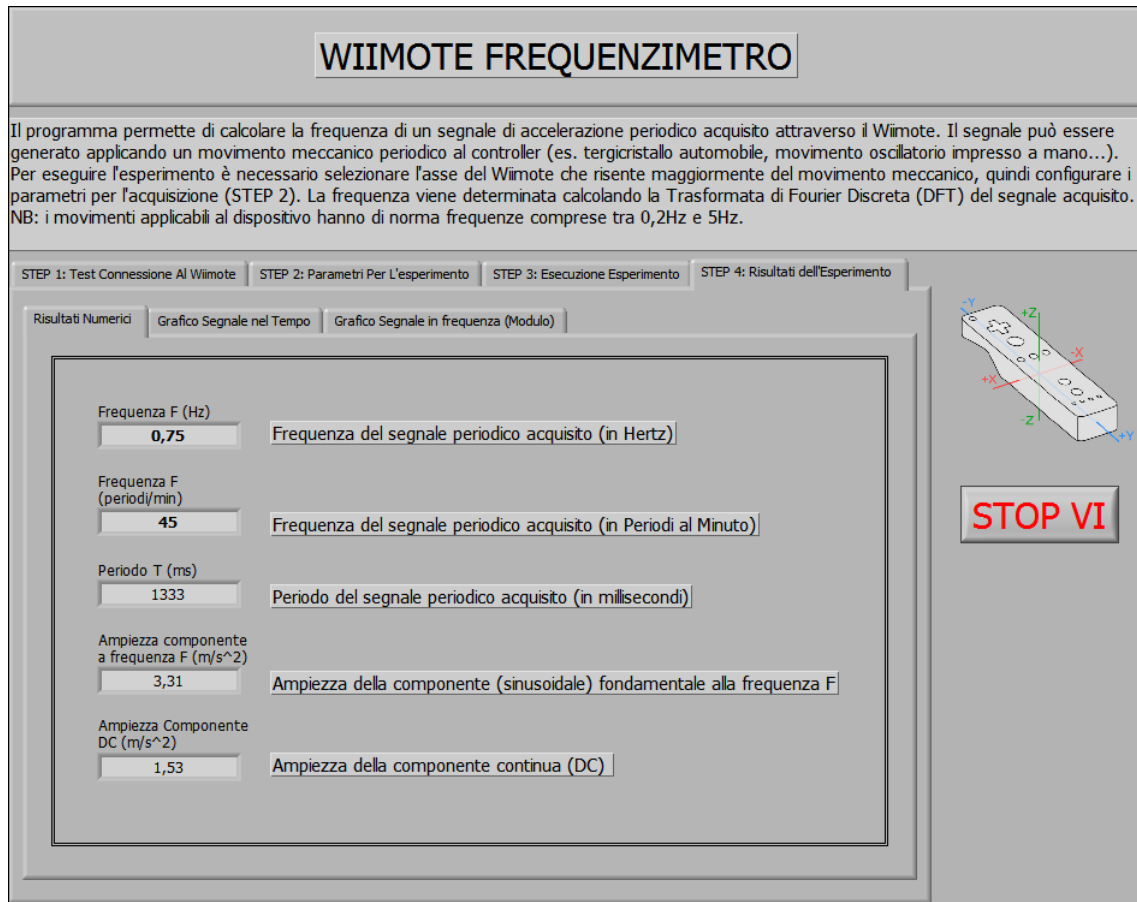 WIIMOTE FREQUENZIMETRO
Il programma permette di calcolare la frequenza di un segnale di accelerazione periodico acquisito attraverso il Wiimote. Il segnale può essere
generato applicando un movimento meccanico periodico al controller (es. tergicristallo automobile, movimento oscillatorio impresso a mano...).
Per eseguire l'esperimento è necessario selezionare l'asse del Wiimote che risente maggiormente del movimento meccanico, quindi configurare i
parametri per l'acquisizione (STEP 2). La frequenza viene determinata calcolando la Trasformata di Fourier Discreta (DFT) del segnale acquisito.
NB: i movimenti applicabili al dispositivo hanno di norma frequenze comprese tra 0,2Hz e 5Hz.
STEP 1: Test Connessione Al Wiimote
STEP 2: Parametri Per L'esperimento
STEP 3: Esecuzione Esperimento
STEP 4: Risultati dell'Esperimento
Risultati Numerici
Grafico Segnale nel Tempo
Grafico Segnale in frequenza (Modulo)
Frequenza F (Hz)
0,75
Frequenza del segnale periodico acquisito (in Hertz)
Frequenza F
(periodi/min)
45
Frequenza del segnale periodico acquisito (in Periodi al Minuto)
Periodo T (ms)
1333
Periodo del segnale periodico acquisito (in millisecondi)
Ampiezza componente
a frequenza F (m/s^2)
3,31
Ampiezza della componente (sinusoidale) fondamentale alla frequenza F
Ampiezza Componente
DC (m/s^2)
1,53
Ampiezza della componente continua (DC)
-Y
+Z
-X
+X
-Z
+Y
STOP VI